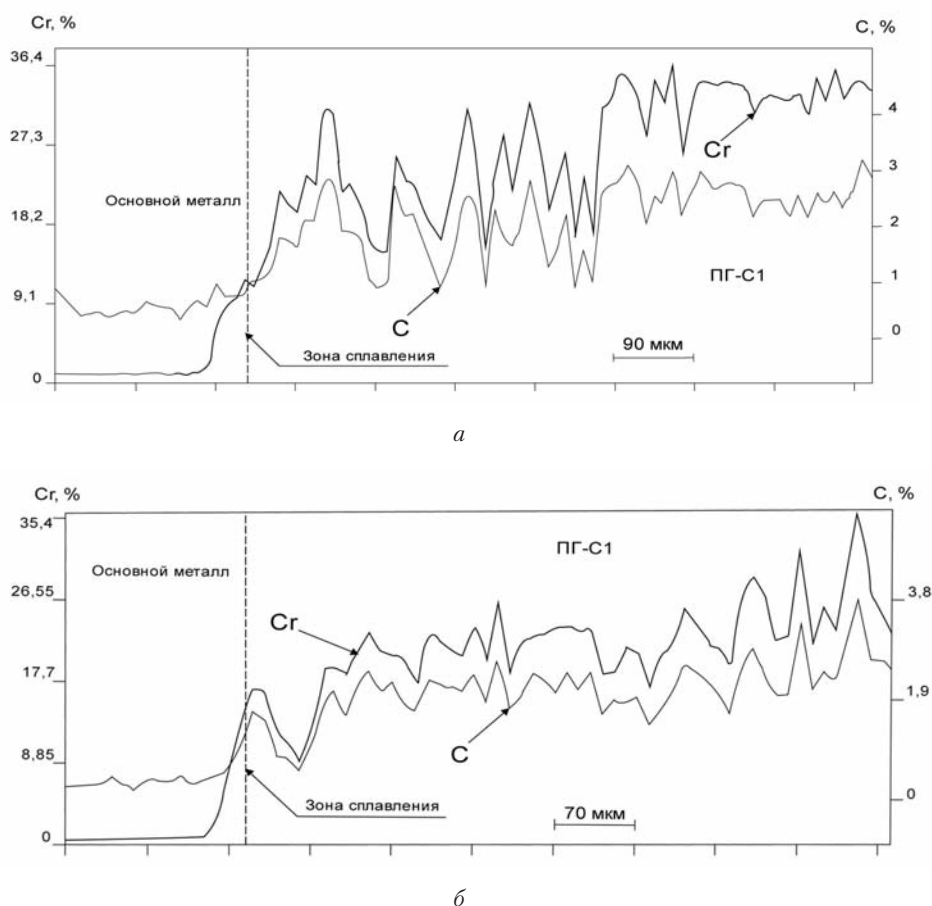 Cr, %
C, %
36,4
27,3
18,2
9,1
0
4
3
2
1
0
Основной металл
Cr
ПГ-С1
C
90 мкм
Зона сплавления
а
Cr, %
C, %
35,4
26,55
17,7
8,85
0
3,8
1,9
0
ПГ-С1
Основной металл
Cr
C
Зона сплавления
70 мкм
б